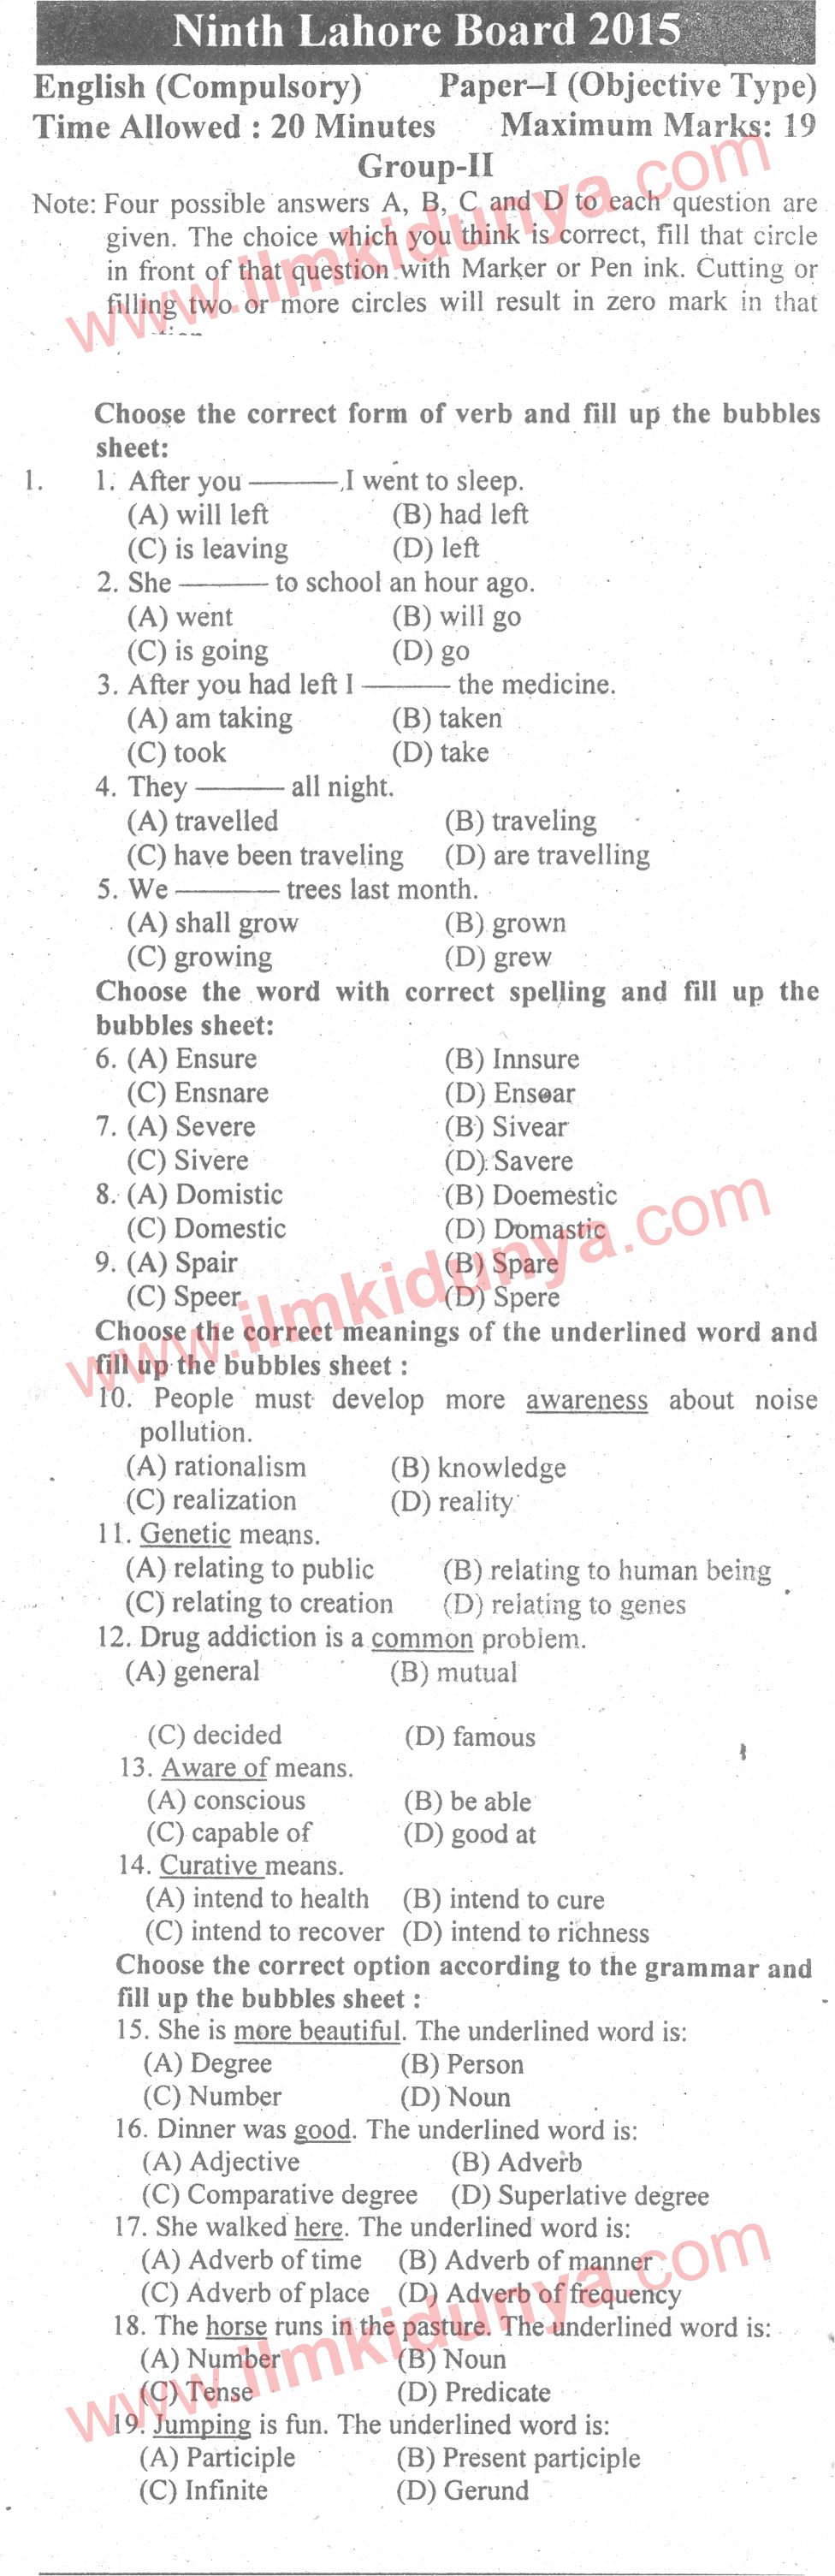 Ninth Lahore Board 2015
English (Compulsory) Paper–I (Objective Type)
Time Allowed : 20 Minutes Maximum Marks: 19
Group-II
Note: Four possible answers A, B, C and D to each question are
given. The choice which you think is correct, fill that circle
in front of that question with Marker or Pen ink. Cutting or
filling two or more circles will result in zero mark in that
www.ilmkidunya.com
Choose the correct form of verb and fill up the bubbles
sheet:
1. 1. After you ———, I went to sleep.
(A) will left (B) had left
(C) is leaving (D) left
2. She ——— to school an hour ago.
(A) went (B) will go
(C) is going (D) go
3. After you had left I ——— the medicine.
(A) am taking (B) taken
(C) took (D) take
4. They ——— all night.
(A) travelled (B) traveling
(C) have been traveling (D) are travelling
5. We ——— trees last month.
(A) shall grow (B) grown
(C) growing (D) grew
Choose the word with correct spelling and fill up the
bubbles sheet:
6. (A) Ensure (B) Innsure
(C) Ensnare (D) Ensear
7. (A) Severe (B) Sivear
(C) Sivere (D) Savere
8. (A) Domistic (B) Doemestic
(C) Domestic (D) Domastic
9. (A) Spair (B) Spare
(C) Speer (D) Spere
www.ilmkidunya.com
Choose the correct meanings of the underlined word and
fill up the bubbles sheet :
10. People must develop more awareness about noise
pollution.
(A) rationalism (B) knowledge
(C) realization (D) reality
11. Genetic means.
(A) relating to public (B) relating to human being
(C) relating to creation (D) relating to genes
12. Drug addiction is a common problem.
(A) general (B) mutual
(C) decided (D) famous
13. Aware of means.
(A) conscious (B) be able
(C) capable of (D) good at
14. Curative means.
(A) intend to health (B) intend to cure
(C) intend to recover (D) intend to richness
Choose the correct option according to the grammar and
fill up the bubbles sheet :
15. She is more beautiful. The underlined word is:
(A) Degree (B) Person
(C) Number (D) Noun
16. Dinner was good. The underlined word is:
(A) Adjective (B) Adverb
(C) Comparative degree (D) Superlative degree
17. She walked here. The underlined word is:
(A) Adverb of time (B) Adverb of manner
(C) Adverb of place (D) Adverb of frequency
18. The horse runs in the pasture. The underlined word is:
(A) Number (B) Noun
(C) Tense (D) Predicate
www.ilmkidunya.com
19. Jumping is fun. The underlined word is:
(A) Participle (B) Present participle
(C) Infinite (D) Gerund